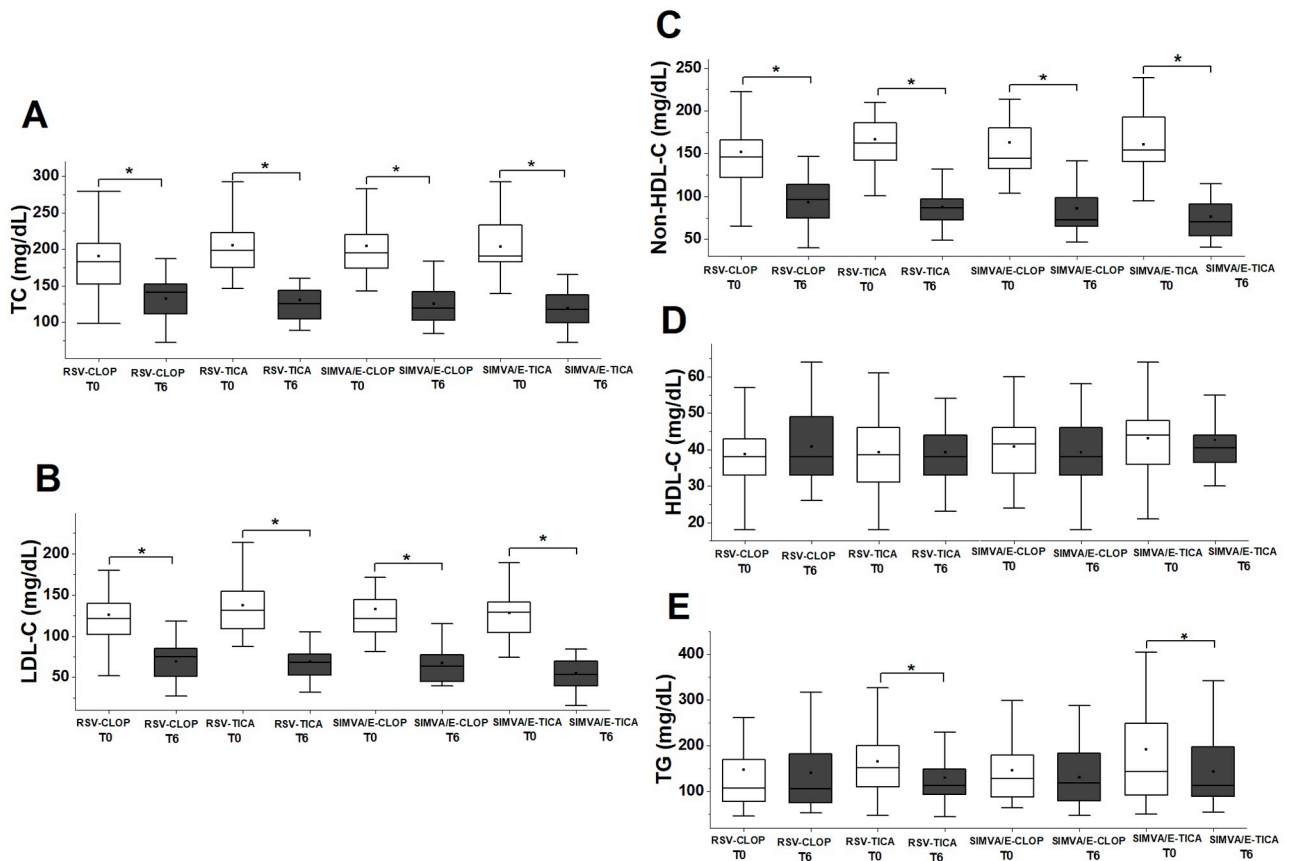 A
TC (mg/dL)
300
250
200
150
100
* * * *
RSV-CLOP RSV-CLOP RSV-TICA RSV-TICA SIMVA/E-CLOP SIMVA/E-CLOP SIMVA/E-TICA SIMVA/E-TICA
T0 T6 T0 T6 T0 T6 T0 T6
B
LDL-C (mg/dL)
200
150
100
50
* * * *
RSV-CLOP RSV-CLOP RSV-TICA RSV-TICA SIMVA/E-CLOP SIMVA/E-CLOP SIMVA/E-TICA SIMVA/E-TICA
T0 T6 T0 T6 T0 T6 T0 T6
C
Non-HDL-C (mg/dL)
250
200
150
100
50
* * * *
RSV-CLOP RSV-CLOP RSV-TICA RSV-TICA SIMVA/E-CLOP SIMVA/E-CLOP SIMVA/E-TICA SIMVA/E-TICA
T0 T6 T0 T6 T0 T6 T0 T6
D
HDL-C (mg/dL)
60
50
40
30
20
RSV-CLOP RSV-CLOP RSV-TICA RSV-TICA SIMVA/E-CLOP SIMVA/E-CLOP SIMVA/E-TICA SIMVA/E-TICA
T0 T6 T0 T6 T0 T6 T0 T6
E
TG (mg/dL)
400
300
200
100
* *
RSV-CLOP RSV-CLOP RSV-TICA RSV-TICA SIMVA/E-CLOP SIMVA/E-CLOP SIMVA/E-TICA SIMVA/E-TICA
T0 T6 T0 T6 T0 T6 T0 T6